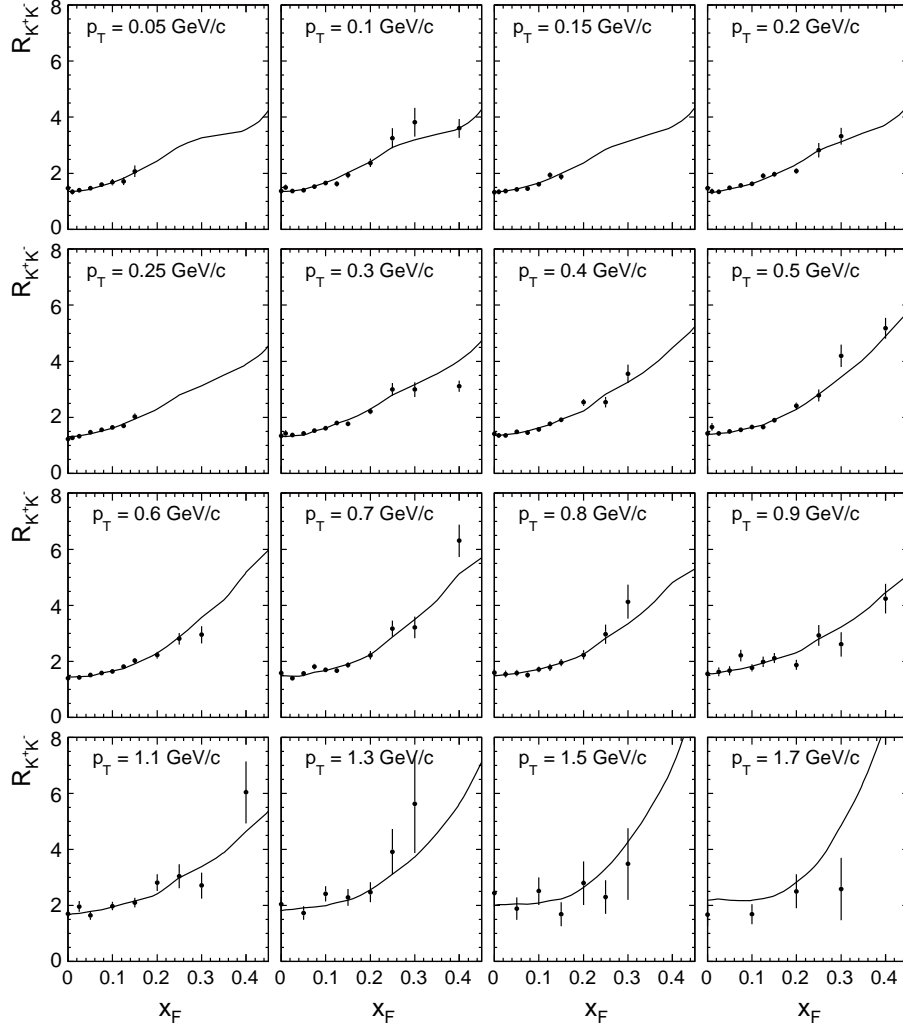 R_K⁺K⁻
8
6
4
2
0
p_T = 0.05 GeV/c
p_T = 0.1 GeV/c
p_T = 0.15 GeV/c
p_T = 0.2 GeV/c
R_K⁺K⁻
8
6
4
2
0
p_T = 0.25 GeV/c
p_T = 0.3 GeV/c
p_T = 0.4 GeV/c
p_T = 0.5 GeV/c
R_K⁺K⁻
8
6
4
2
0
p_T = 0.6 GeV/c
p_T = 0.7 GeV/c
p_T = 0.8 GeV/c
p_T = 0.9 GeV/c
R_K⁺K⁻
8
6
4
2
0
p_T = 1.1 GeV/c
p_T = 1.3 GeV/c
p_T = 1.5 GeV/c
p_T = 1.7 GeV/c
0 0.1 0.2 0.3 0.4
0 0.1 0.2 0.3 0.4
0 0.1 0.2 0.3 0.4
0 0.1 0.2 0.3 0.4
x_F
x_F
x_F
x_F